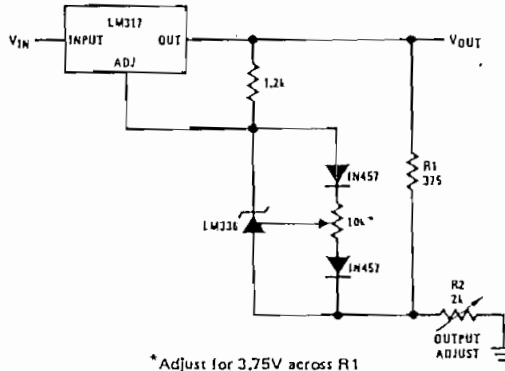 LM317
VIN INPUT OUT VOUT
ADJ
1.2k
1N457
R1
375
LM336
10k*
1N457
R2
2k
OUTPUT
ADJUST
*Adjust for 3.75V across R1